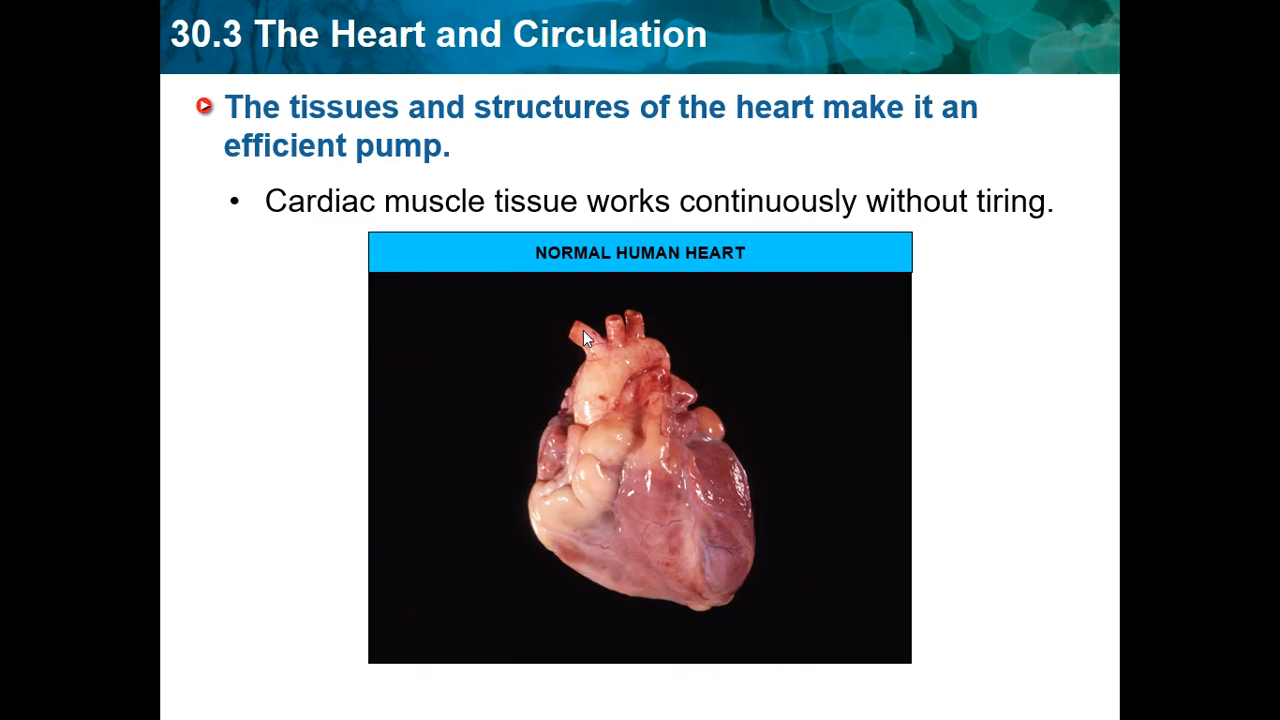 30.3 The Heart and Circulation
The tissues and structures of the heart make it an
efficient pump.
• Cardiac muscle tissue works continuously without tiring.
NORMAL HUMAN HEART